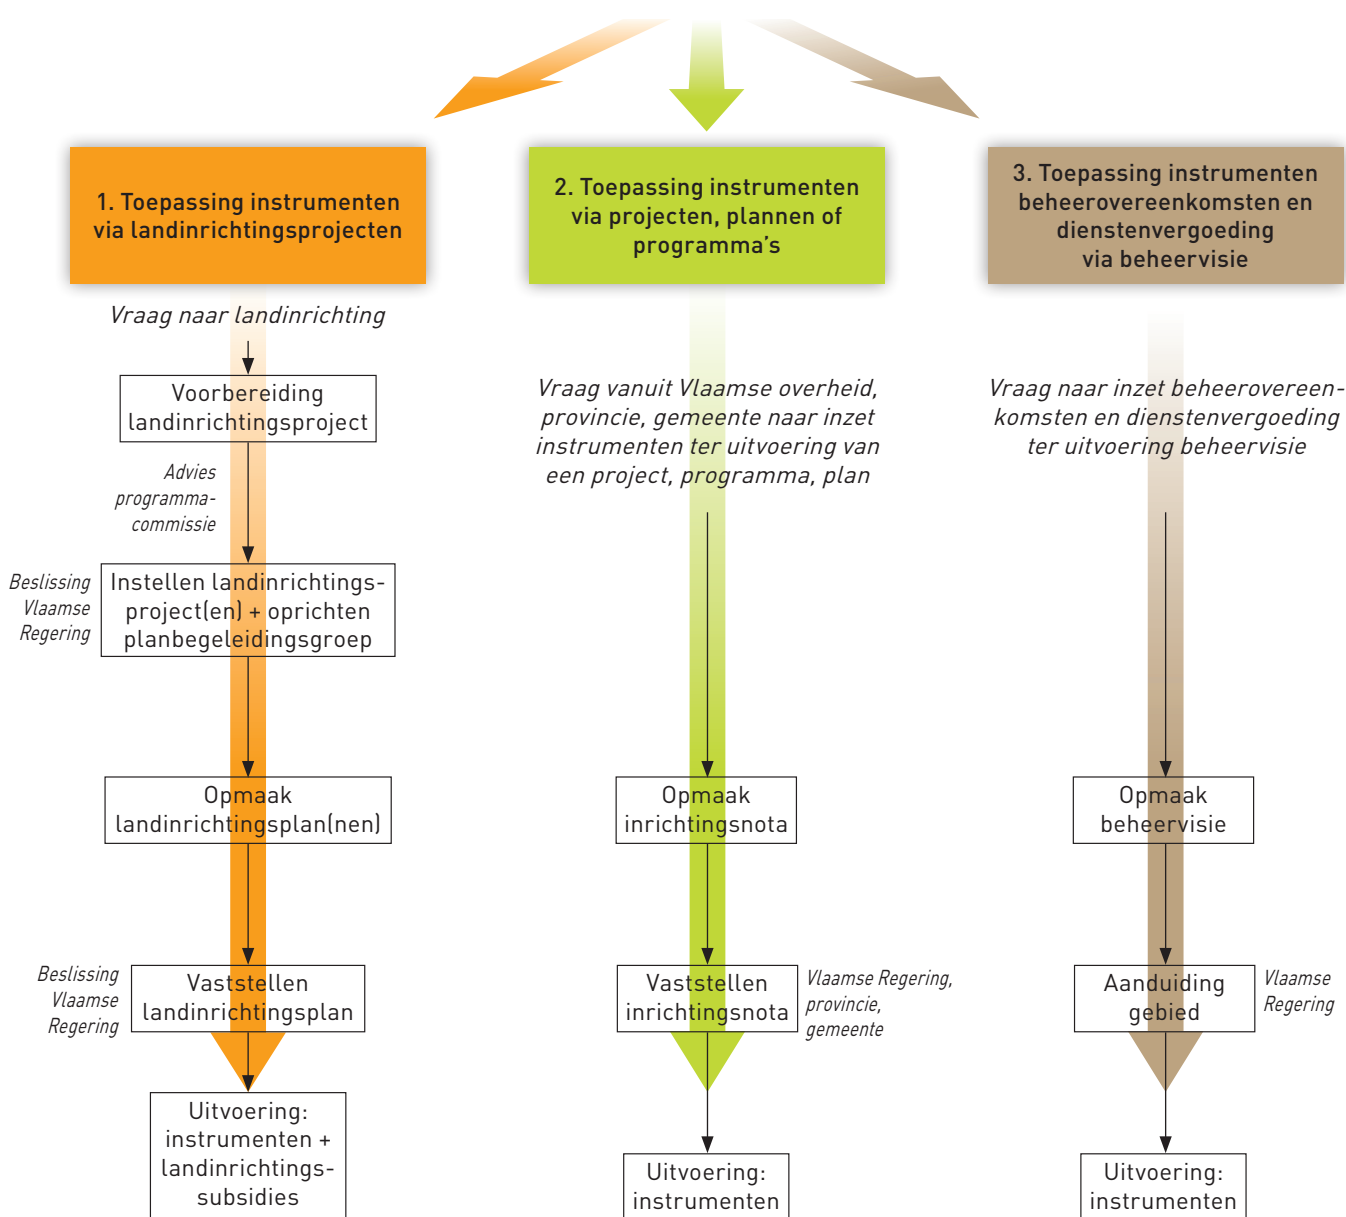 1. Toepassing instrumenten
via landinrichtingsprojecten
Vraag naar landinrichting
Voorbereiding
landinrichtingsproject
Advies
programma-
commissie
Beslissing
Vlaamse
Regering
Instellen landinrichtings-
project(en) + oprichten
planbegeleidingsgroep
Opmaak
landinrichtingsplan(nen)
Beslissing
Vlaamse
Regering
Vaststellen
landinrichtingsplan
Uitvoering:
instrumenten +
landinrichtings-
subsidies
2. Toepassing instrumenten
via projecten, plannen of
programma's
Vraag vanuit Vlaamse overheid,
provincie, gemeente naar inzet
instrumenten ter uitvoering van
een project, programma, plan
Opmaak
inrichtingsnota
Vaststellen
inrichtingsnota
Vlaamse Regering,
provincie,
gemeente
Uitvoering:
instrumenten
3. Toepassing instrumenten
beheerovereenkomsten en
dienstenvergoeding
via beheervisie
Vraag naar inzet beheerovereen-
komsten en dienstenvergoeding
ter uitvoering beheervisie
Opmaak
beheervisie
Aanduiding
gebied
Vlaamse
Regering
Uitvoering:
instrumenten